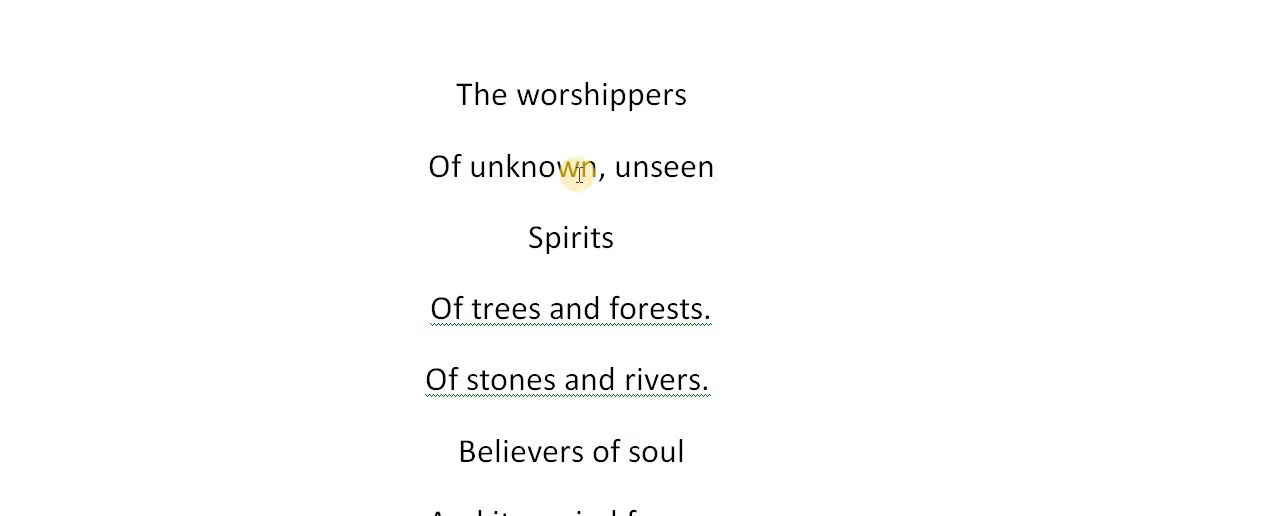 The worshippers
Of unknown, unseen
Spirits
Of trees and forests.
Of stones and rivers.
Believers of soul